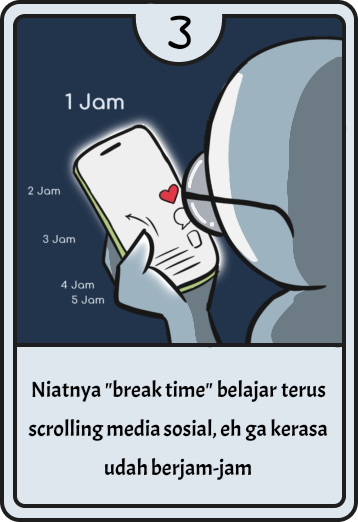 3
1 Jam
2 Jam
3 Jam
4 Jam
5 Jam
Niatnya "break time" belajar terus
scrolling media sosial, eh ga kerasa
udah berjam-jam